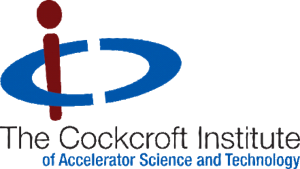 The Cockcroft Institute
of Accelerator Science and Technology